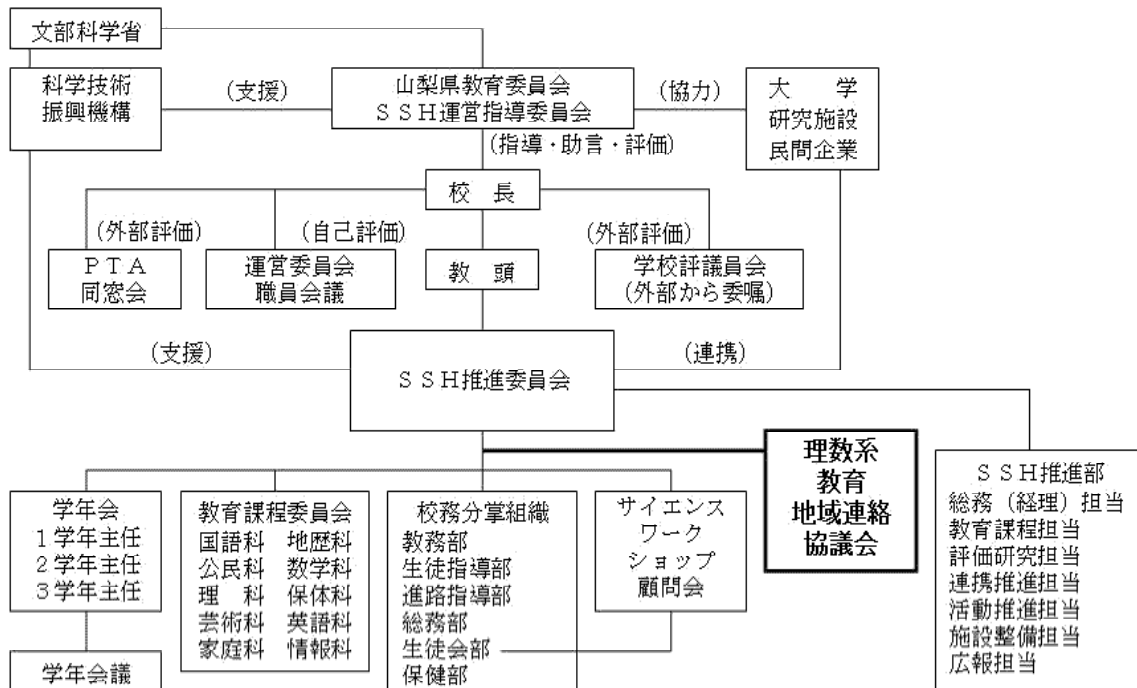 文部科学省
科学技術
振興機構
(支援)
山梨県教育委員会
ＳＳＨ運営指導委員会
(協力)
大　　学
研究施設
民間企業
(指導・助言・評価)
校　長
(外部評価)
(自己評価)
(外部評価)
ＰＴＡ
同窓会
運営委員会
職員会議
教　頭
学校評議員会
(外部から委嘱)
(支援)
(連携)
ＳＳＨ推進委員会
理数系
教育
地域連絡
協議会
学年会
１学年主任
２学年主任
３学年主任
学年会議
教育課程委員会
国語科　地歴科
公民科　数学科
理　科　保体科
芸術科　英語科
家庭科　情報科
校務分掌組織
教務部
生徒指導部
進路指導部
総務部
生徒会部
保健部
サイエンス
ワーク
ショップ
顧問会
ＳＳＨ推進部
総務（経理）担当
教育課程担当
評価研究担当
連携推進担当
活動推進担当
施設整備担当
広報担当